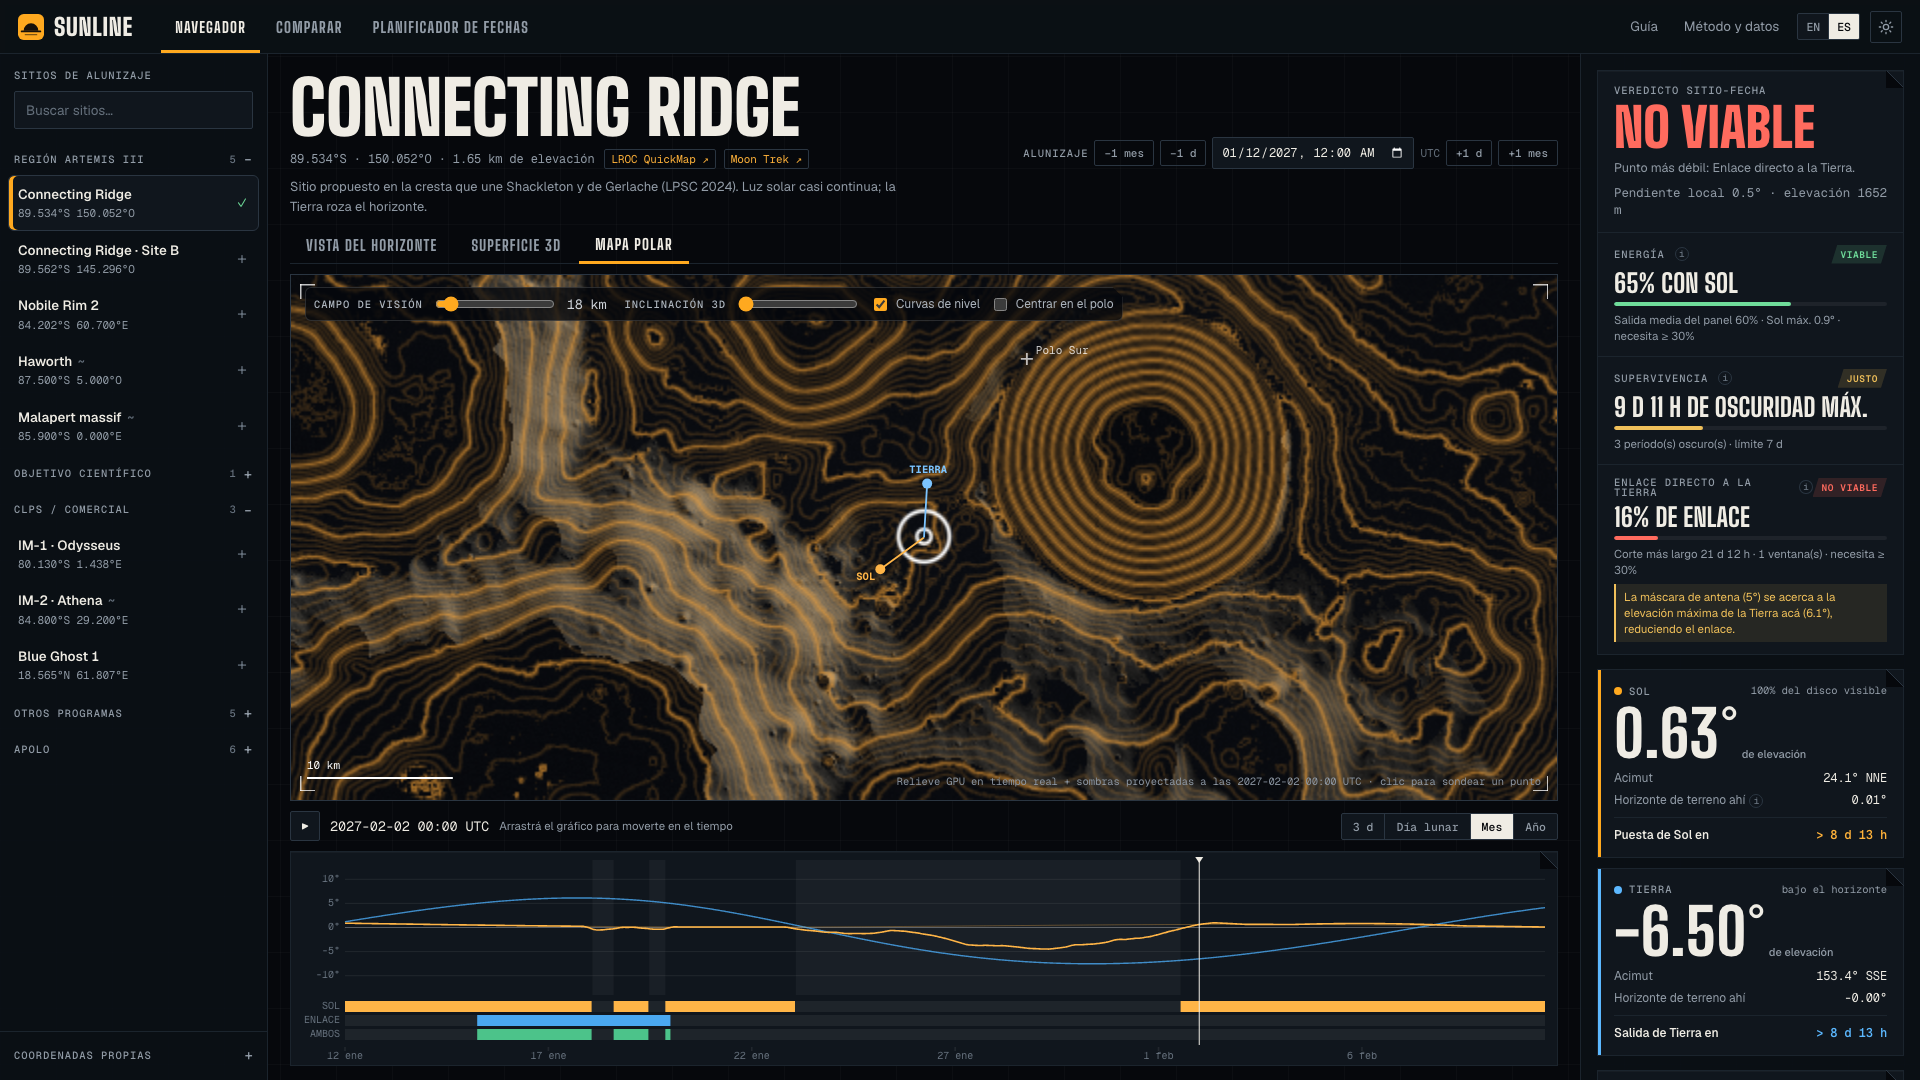 SUNLINE
NAVEGADOR
COMPARAR
PLANIFICADOR DE FECHAS
Guía
Método y datos
EN
ES
SITIOS DE ALUNIZAJE
Buscar sitios…
REGIÓN ARTEMIS III
5 −
Connecting Ridge
89.534°S 150.052°O
✓
Connecting Ridge · Site B
89.562°S 145.296°O
+
Nobile Rim 2
84.202°S 60.700°E
+
Haworth ~
87.500°S 5.000°O
+
Malapert massif ~
85.900°S 0.000°E
+
OBJETIVO CIENTÍFICO
1 +
CLPS / COMERCIAL
3 −
IM-1 · Odysseus
80.130°S 1.438°E
+
IM-2 · Athena ~
84.800°S 29.200°E
+
Blue Ghost 1
18.565°N 61.807°E
+
OTROS PROGRAMAS
5 +
APOLO
6 +
COORDENADAS PROPIAS
+
CONNECTING RIDGE
89.534°S · 150.052°O · 1.65 km de elevación
LROC QuickMap ↗
Moon Trek ↗
Sitio propuesto en la cresta que une Shackleton y de Gerlache (LPSC 2024). Luz solar casi continua; la
Tierra roza el horizonte.
ALUNIZAJE
−1 mes
−1 d
01/12/2027, 12:00 AM
UTC
+1 d
+1 mes
VISTA DEL HORIZONTE
SUPERFICIE 3D
MAPA POLAR
CAMPO DE VISIÓN
18 km
INCLINACIÓN 3D
Curvas de nivel
Centrar en el polo
Polo Sur
TIERRA
SOL
10 km
Relieve GPU en tiempo real + sombras proyectadas a las 2027-02-02 00:00 UTC · clic para sondear un punto
2027-02-02 00:00 UTC
Arrastrá el gráfico para moverte en el tiempo
3 d
Día lunar
Mes
Año
10°
5°
0°
−5°
−10°
SOL
ENLACE
AMBOS
12 ene
17 ene
22 ene
27 ene
1 feb
6 feb
VEREDICTO SITIO-FECHA
NO VIABLE
Punto más débil: Enlace directo a la Tierra.
Pendiente local 0.5° · elevación 1652
m
ENERGÍA i
VIABLE
65% CON SOL
Salida media del panel 60% · Sol máx. 0.9° ·
necesita ≥ 30%
SUPERVIVENCIA i
JUSTO
9 D 11 H DE OSCURIDAD MÁX.
3 período(s) oscuro(s) · límite 7 d
ENLACE DIRECTO A LA
TIERRA
i
NO VIABLE
16% DE ENLACE
Corte más largo 21 d 12 h · 1 ventana(s) · necesita ≥
30%
La máscara de antena (5°) se acerca a la
elevación máxima de la Tierra acá (6.1°),
reduciendo el enlace.
SOL
100% del disco visible
0.63°
de elevación
Acimut
24.1° NNE
Horizonte de terreno ahí i
0.01°
Puesta de Sol en
> 8 d 13 h
TIERRA
bajo el horizonte
−6.50°
de elevación
Acimut
153.4° SSE
Horizonte de terreno ahí
-0.00°
Salida de Tierra en
> 8 d 13 h